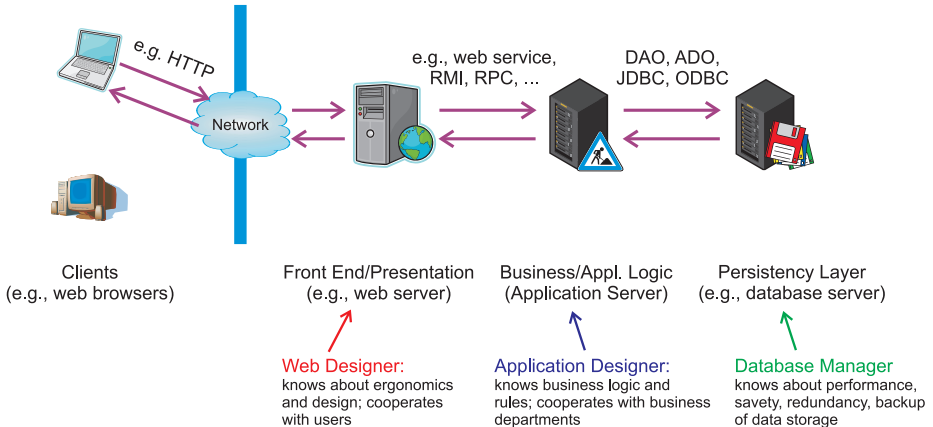 e.g. HTTP
Network
e.g., web service,
RMI, RPC, ...
DAO, ADO,
JDBC, ODBC
Clients
(e.g., web browsers)
Front End/Presentation
(e.g., web server)
Business/Appl. Logic
(Application Server)
Persistency Layer
(e.g., database server)
Web Designer:
knows about ergonomics
and design; cooperates
with users
Application Designer:
knows business logic and
rules; cooperates with business
departments
Database Manager
knows about performance,
savety, redundancy, backup
of data storage